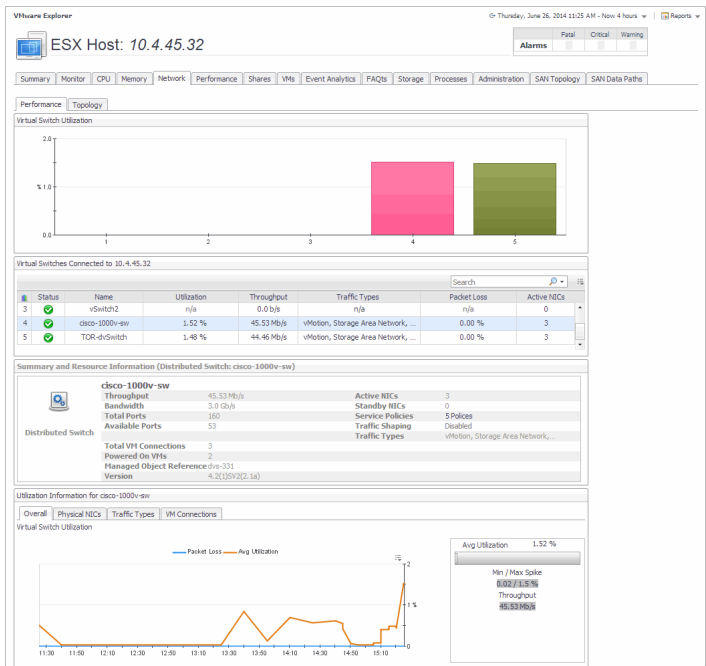 VMware Explorer
Thursday, June 26, 2014 11:25 AM - Now 4 hours
Reports
ESX Host: 10.4.45.32
Fatal Critical Warning
Alarms
Summary Monitor CPU Memory Network Performance Shares VMs Event Analytics FAQts Storage Processes Administration SAN Topology SAN Data Paths
Performance Topology
Virtual Switch Utilization
2.0
% 1.0
0.0
1 2 3 4 5
Virtual Switches Connected to 10.4.45.32
Search
Status Name Utilization Throughput Traffic Types Packet Loss Active NICs
3 vSwitch2 n/a 0.0 b/s n/a n/a 0
4 cisco-1000v-sw 1.52 % 45.53 Mb/s vMotion, Storage Area Network, ... 0.00 % 3
5 TOR-dvSwitch 1.48 % 44.46 Mb/s vMotion, Storage Area Network, ... 0.00 % 3
Summary and Resource Information (Distributed Switch: cisco-1000v-sw)
cisco-1000v-sw
Throughput 45.53 Mb/s Active NICs 3
Bandwidth 3.0 Gb/s Standby NICs 0
Total Ports 160 Service Policies 5 Polices
Available Ports 53 Traffic Shaping Disabled
Distributed Switch
Traffic Types vMotion, Storage Area Network,...
Total VM Connections 3
Powered On VMs 2
Managed Object Reference dvs-331
Version 4.2(1)SV2(2.1a)
Utilization Information for cisco-1000v-sw
Overall Physical NICs Traffic Types VM Connections
Virtual Switch Utilization
Packet Loss Avg Utilization
2
1 %
0
11:30 11:50 12:10 12:30 12:50 13:10 13:30 13:50 14:10 14:30 14:50 15:10
Avg Utilization 1.52 %
Min / Max Spike
0.02 / 1.5 %
Throughput
45.53 Mb/s